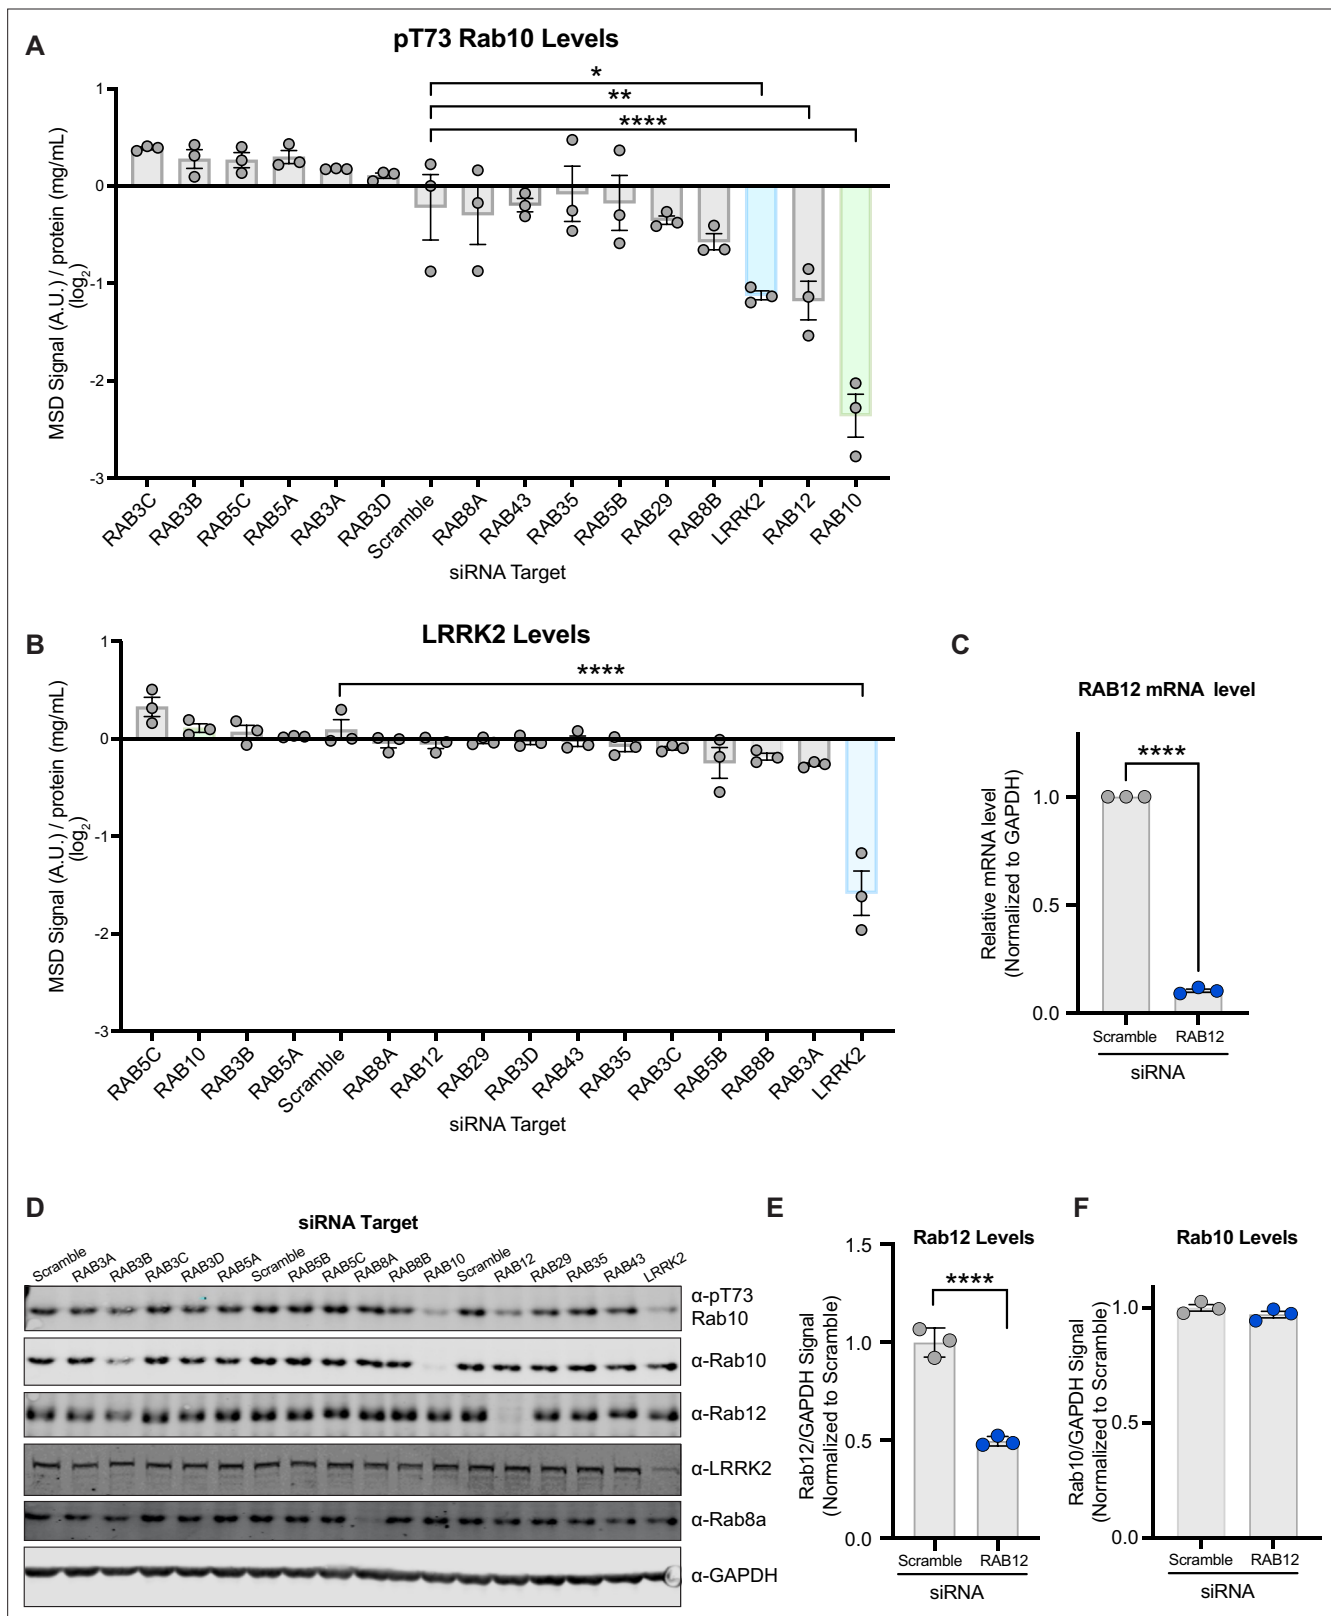 A
pT73 Rab10 Levels
*
**
****
MSD Signal (A.U.) / protein (mg/mL)
(log2)
1
0
-1
-2
-3
RAB3C
RAB3B
RAB5C
RAB5A
RAB3A
RAB3D
Scramble
RAB8A
RAB43
RAB35
RAB5B
RAB29
RAB8B
LRRK2
RAB12
RAB10
siRNA Target
B
LRRK2 Levels
****
MSD Signal (A.U.) / protein (mg/mL)
(log2)
1
0
-1
-2
-3
RAB5C
RAB10
RAB3B
RAB5A
Scramble
RAB8A
RAB12
RAB29
RAB3D
RAB43
RAB35
RAB3C
RAB5B
RAB8B
RAB3A
LRRK2
siRNA Target
C
RAB12 mRNA level
****
Relative mRNA level
(Normalized to GAPDH)
1.0
0.5
0.0
Scramble
RAB12
siRNA
D
siRNA Target
Scramble
RAB3A
RAB3B
RAB3C
RAB3D
RAB5A
Scramble
RAB5B
RAB5C
RAB8A
RAB8B
RAB10
Scramble
RAB12
RAB29
RAB35
RAB43
LRRK2
α-pT73
Rab10
α-Rab10
α-Rab12
α-LRRK2
α-Rab8a
α-GAPDH
E
Rab12 Levels
****
Rab12/GAPDH Signal
(Normalized to Scramble)
1.5
1.0
0.5
0.0
Scramble
RAB12
siRNA
F
Rab10 Levels
Rab10/GAPDH Signal
(Normalized to Scramble)
1.0
0.5
0.0
Scramble
RAB12
siRNA